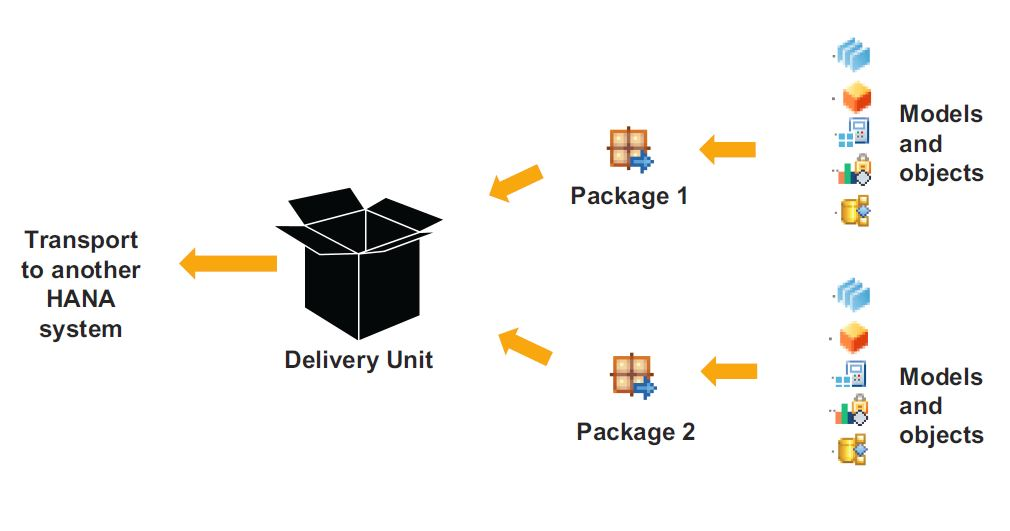 Transport
to another
HANA
system
Delivery Unit
Package 1
Package 2
Models
and
objects
Models
and
objects